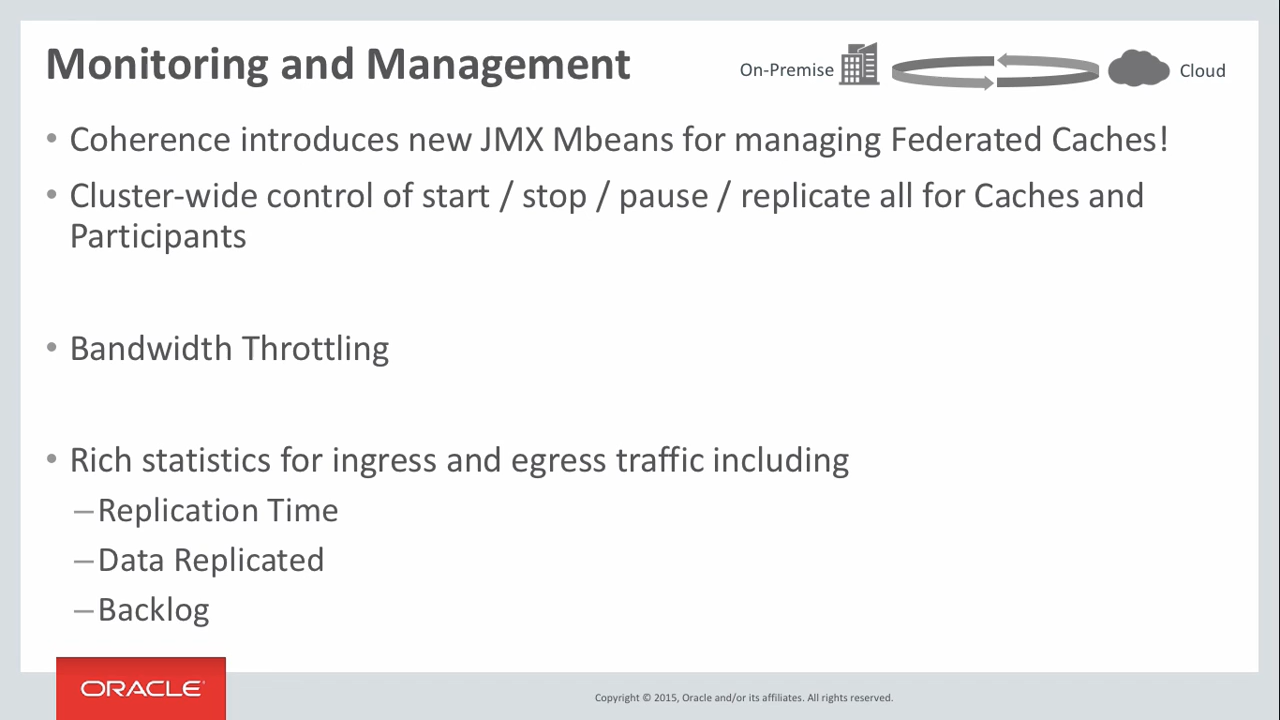 Monitoring and Management
On-Premise
Cloud
• Coherence introduces new JMX Mbeans for managing Federated Caches!
• Cluster-wide control of start / stop / pause / replicate all for Caches and
Participants
• Bandwidth Throttling
• Rich statistics for ingress and egress traffic including
–Replication Time
–Data Replicated
–Backlog
ORACLE
Copyright © 2015, Oracle and/or its affiliates. All rights reserved.